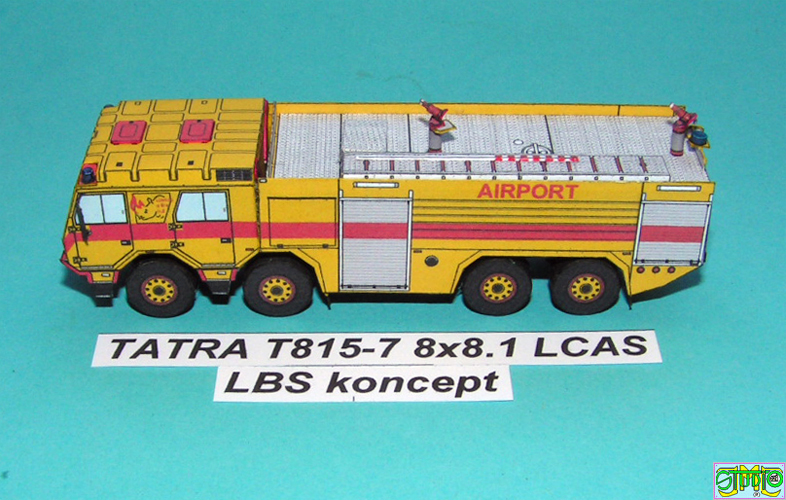 AIRPORT
TATRA T815-7 8x8.1 LCAS
LBS koncept